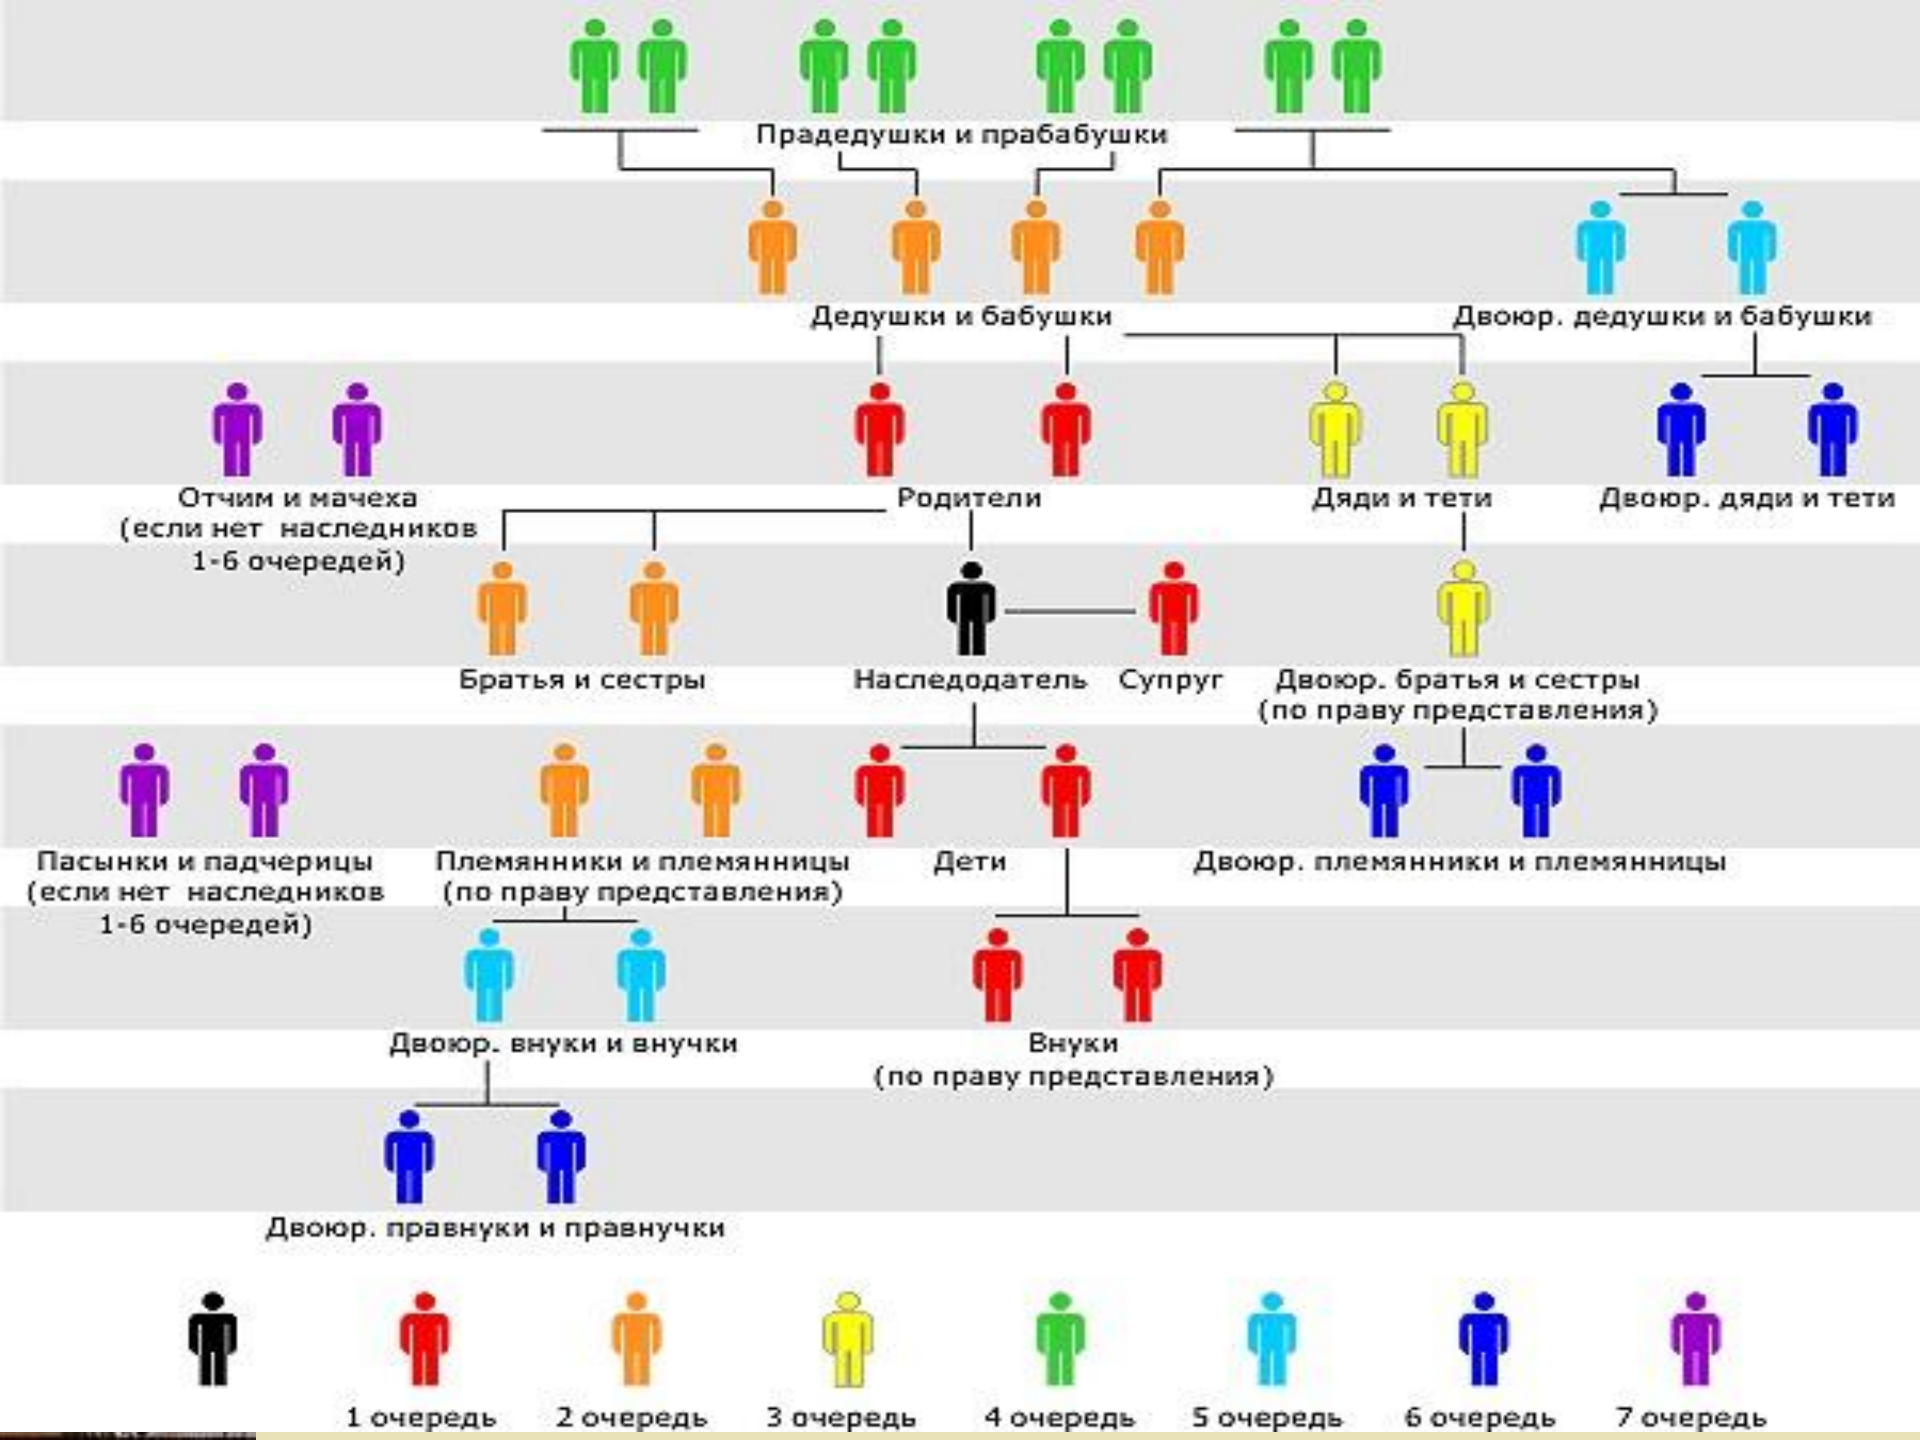 Прадедушки и прабабушки
Дедушки и бабушки
Двоюр. дедушки и бабушки
Отчим и мачеха
(если нет наследников
1-6 очередей)
Родители
Дяди и тети
Двоюр. дяди и тети
Братья и сестры
Наследодатель
Супруг
Двоюр. братья и сестры
(по праву представления)
Пасынки и падчерицы
(если нет наследников
1-6 очередей)
Племянники и племянницы
(по праву представления)
Дети
Двоюр. племянники и племянницы
Двоюр. внуки и внучки
Внуки
(по праву представления)
Двоюр. правнуки и правнучки
1 очередь
2 очередь
3 очередь
4 очередь
5 очередь
6 очередь
7 очередь